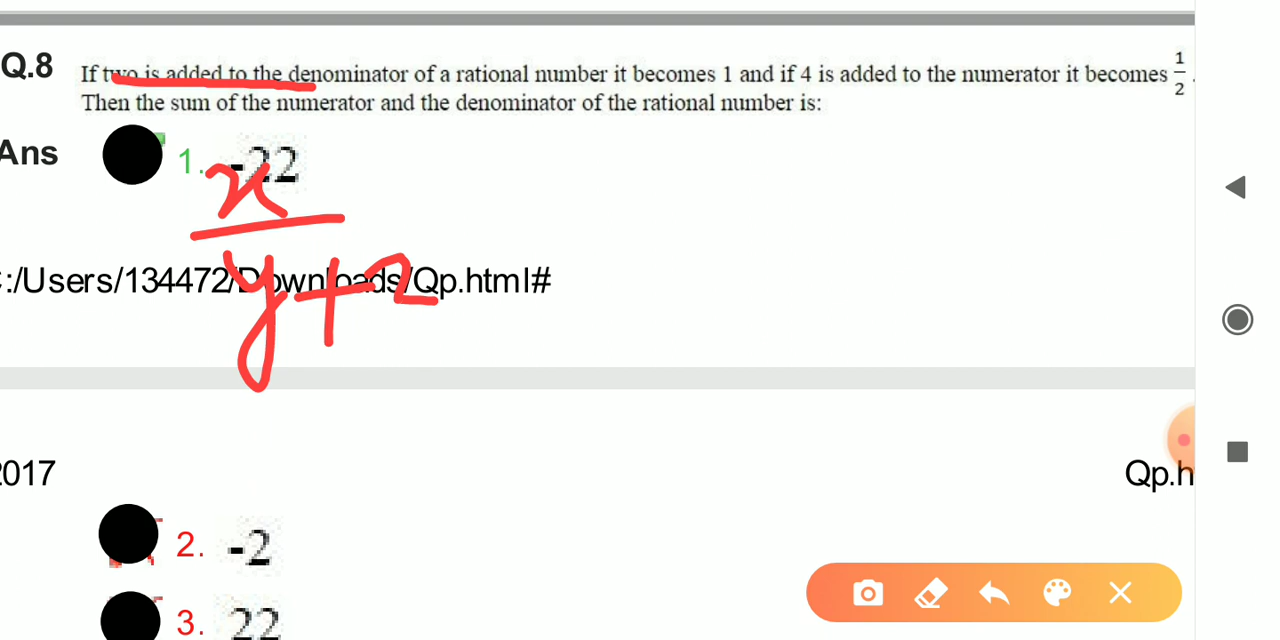 Q.8 If two is added to the denominator of a rational number it becomes 1 and if 4 is added to the numerator it becomes 1/2.
Then the sum of the numerator and the denominator of the rational number is:
Ans 1. -22
x
y+2
:/Users/134472/Downloads/Qp.html#
2017 Qp.h
2. -2
3. 22